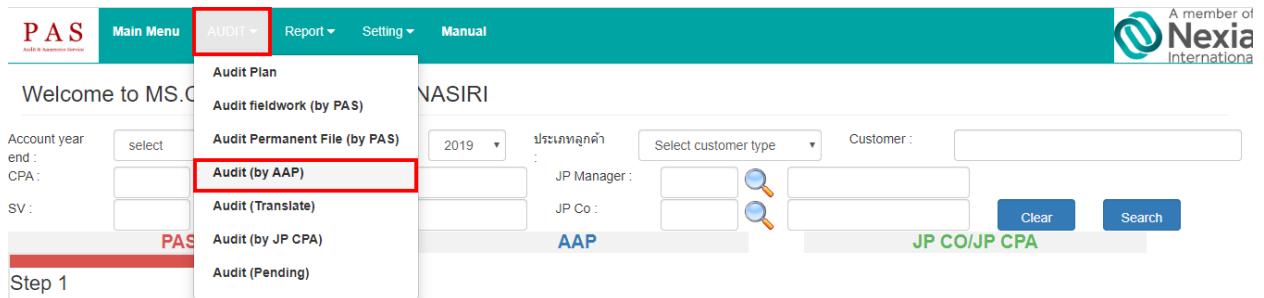 PAS
Audit & Assurance Service
Main Menu AUDIT Report Setting Manual
A member of
Nexia
Internationa
Audit Plan
Welcome to MS.C NASIRI
Audit fieldwork (by PAS)
Account year end :
select
Audit Permanent File (by PAS)
2019
ประเภทลูกค้า :
Select customer type
Customer :
CPA :
Audit (by AAP)
JP Manager :
SV :
Audit (Translate)
JP Co :
Clear
Search
PAS
Audit (by JP CPA)
AAP
JP CO/JP CPA
Audit (Pending)
Step 1